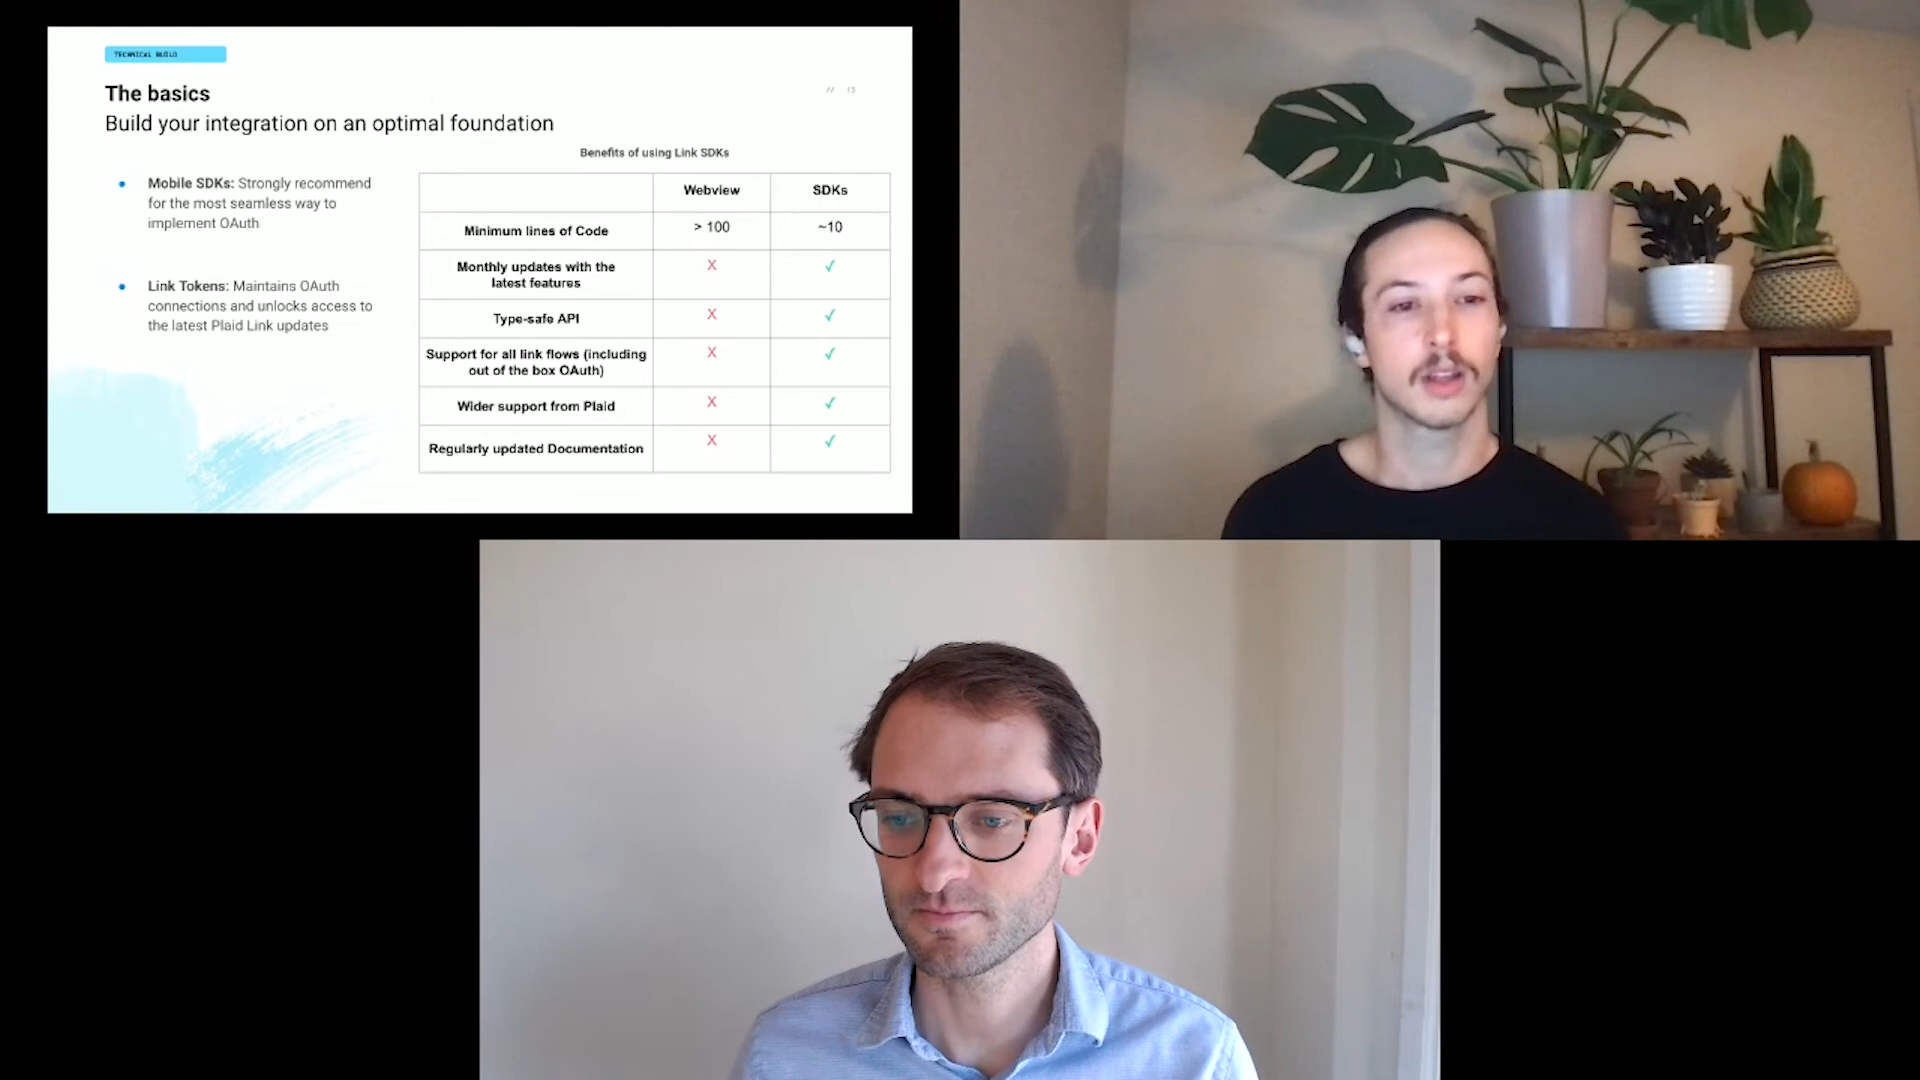 TECHNICAL BUILD
The basics
// 13
Build your integration on an optimal foundation
Benefits of using Link SDKs
Mobile SDKs: Strongly recommend
for the most seamless way to
implement OAuth
Link Tokens: Maintains OAuth
connections and unlocks access to
the latest Plaid Link updates
Webview SDKs
Minimum lines of Code > 100 ~10
Monthly updates with the
latest features X ✓
Type-safe API X ✓
Support for all link flows (including
out of the box OAuth) X ✓
Wider support from Plaid X ✓
Regularly updated Documentation X ✓